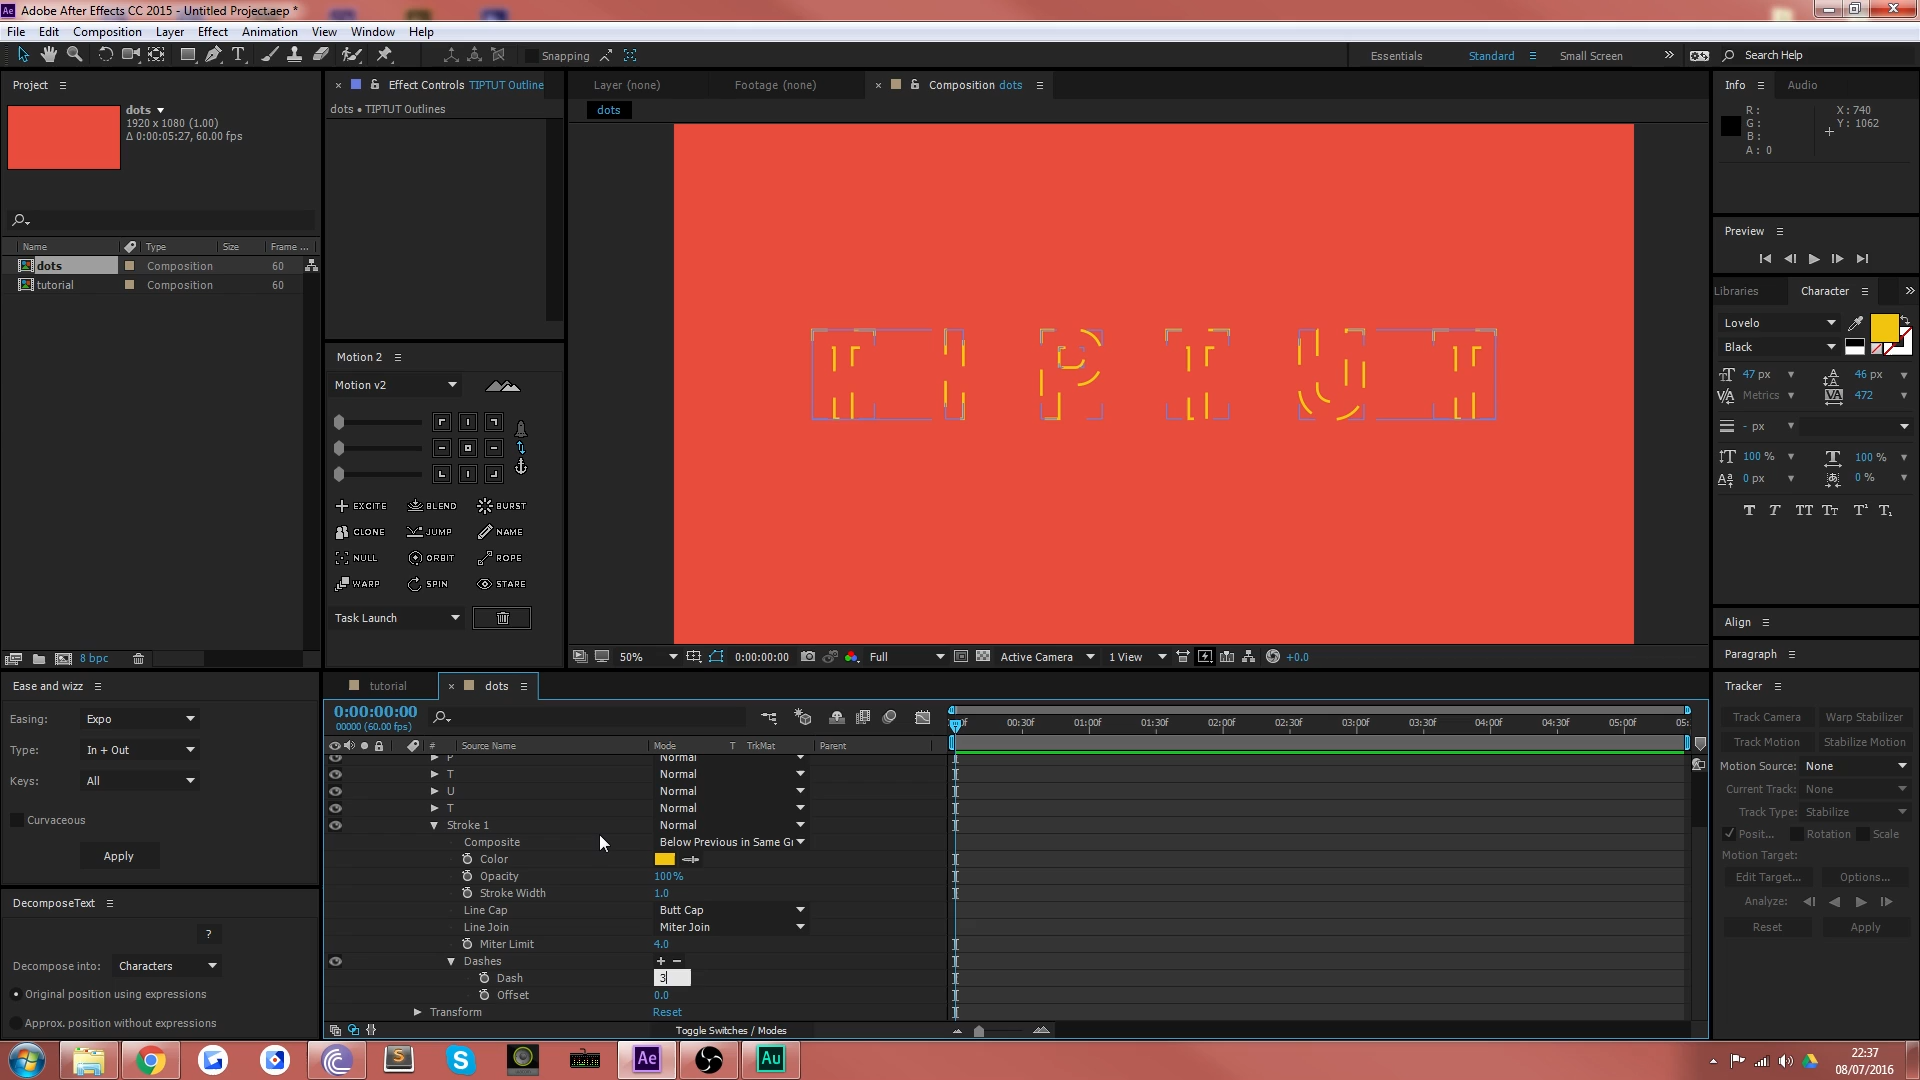 Adobe After Effects CC 2015 - Untitled Project.aep *
File Edit Composition Layer Effect Animation View Window Help
Snapping
Essentials Standard Small Screen Search Help
Project
dots
1920 x 1080 (1.00)
Δ 0:00:05:27, 60.00 fps
Name Type Size Frame ...
dots Composition 60
tutorial Composition 60
8 bpc
Effect Controls TIPTUT Outline
dots • TIPTUT Outlines
Motion 2
Motion v2
EXCITE BLEND BURST
CLONE JUMP NAME
NULL ORBIT ROPE
WARP SPIN STARE
Task Launch
Layer (none) Footage (none) Composition dots
dots
TIPTUT
50% 0:00:00:00 Full Active Camera 1 View +0.0
Info Audio
R: X: 740
G: Y: 1062
B:
A: 0
Preview
Libraries Character
Lovelo
Black
47 px 46 px
Metrics 472
- px
100 % 100 %
0 px 0 %
Align
Paragraph
Tracker
Track Camera Warp Stabilizer
Track Motion Stabilize Motion
Motion Source: None
Current Track: None
Track Type: Stabilize
Posit... Rotation Scale
Motion Target:
Edit Target... Options...
Analyze:
Reset Apply
Ease and wizz
Easing: Expo
Type: In + Out
Keys: All
Curvaceous
Apply
DecomposeText
?
Decompose into: Characters
Original position using expressions
Approx. position without expressions
tutorial dots
0:00:00:00
00000 (60.00 fps)
00:30f 01:00f 01:30f 02:00f 02:30f 03:00f 03:30f 04:00f 04:30f 05:00f 05:
# Source Name Mode T TrkMat Parent
P Normal
T Normal
U Normal
T Normal
Stroke 1 Normal
Composite Below Previous in Same Gr
Color
Opacity 100%
Stroke Width 1.0
Line Cap Butt Cap
Line Join Miter Join
Miter Limit 4.0
Dashes + −
Dash 3
Offset 0.0
Transform Reset
Toggle Switches / Modes
Ae Au
22:37
08/07/2016